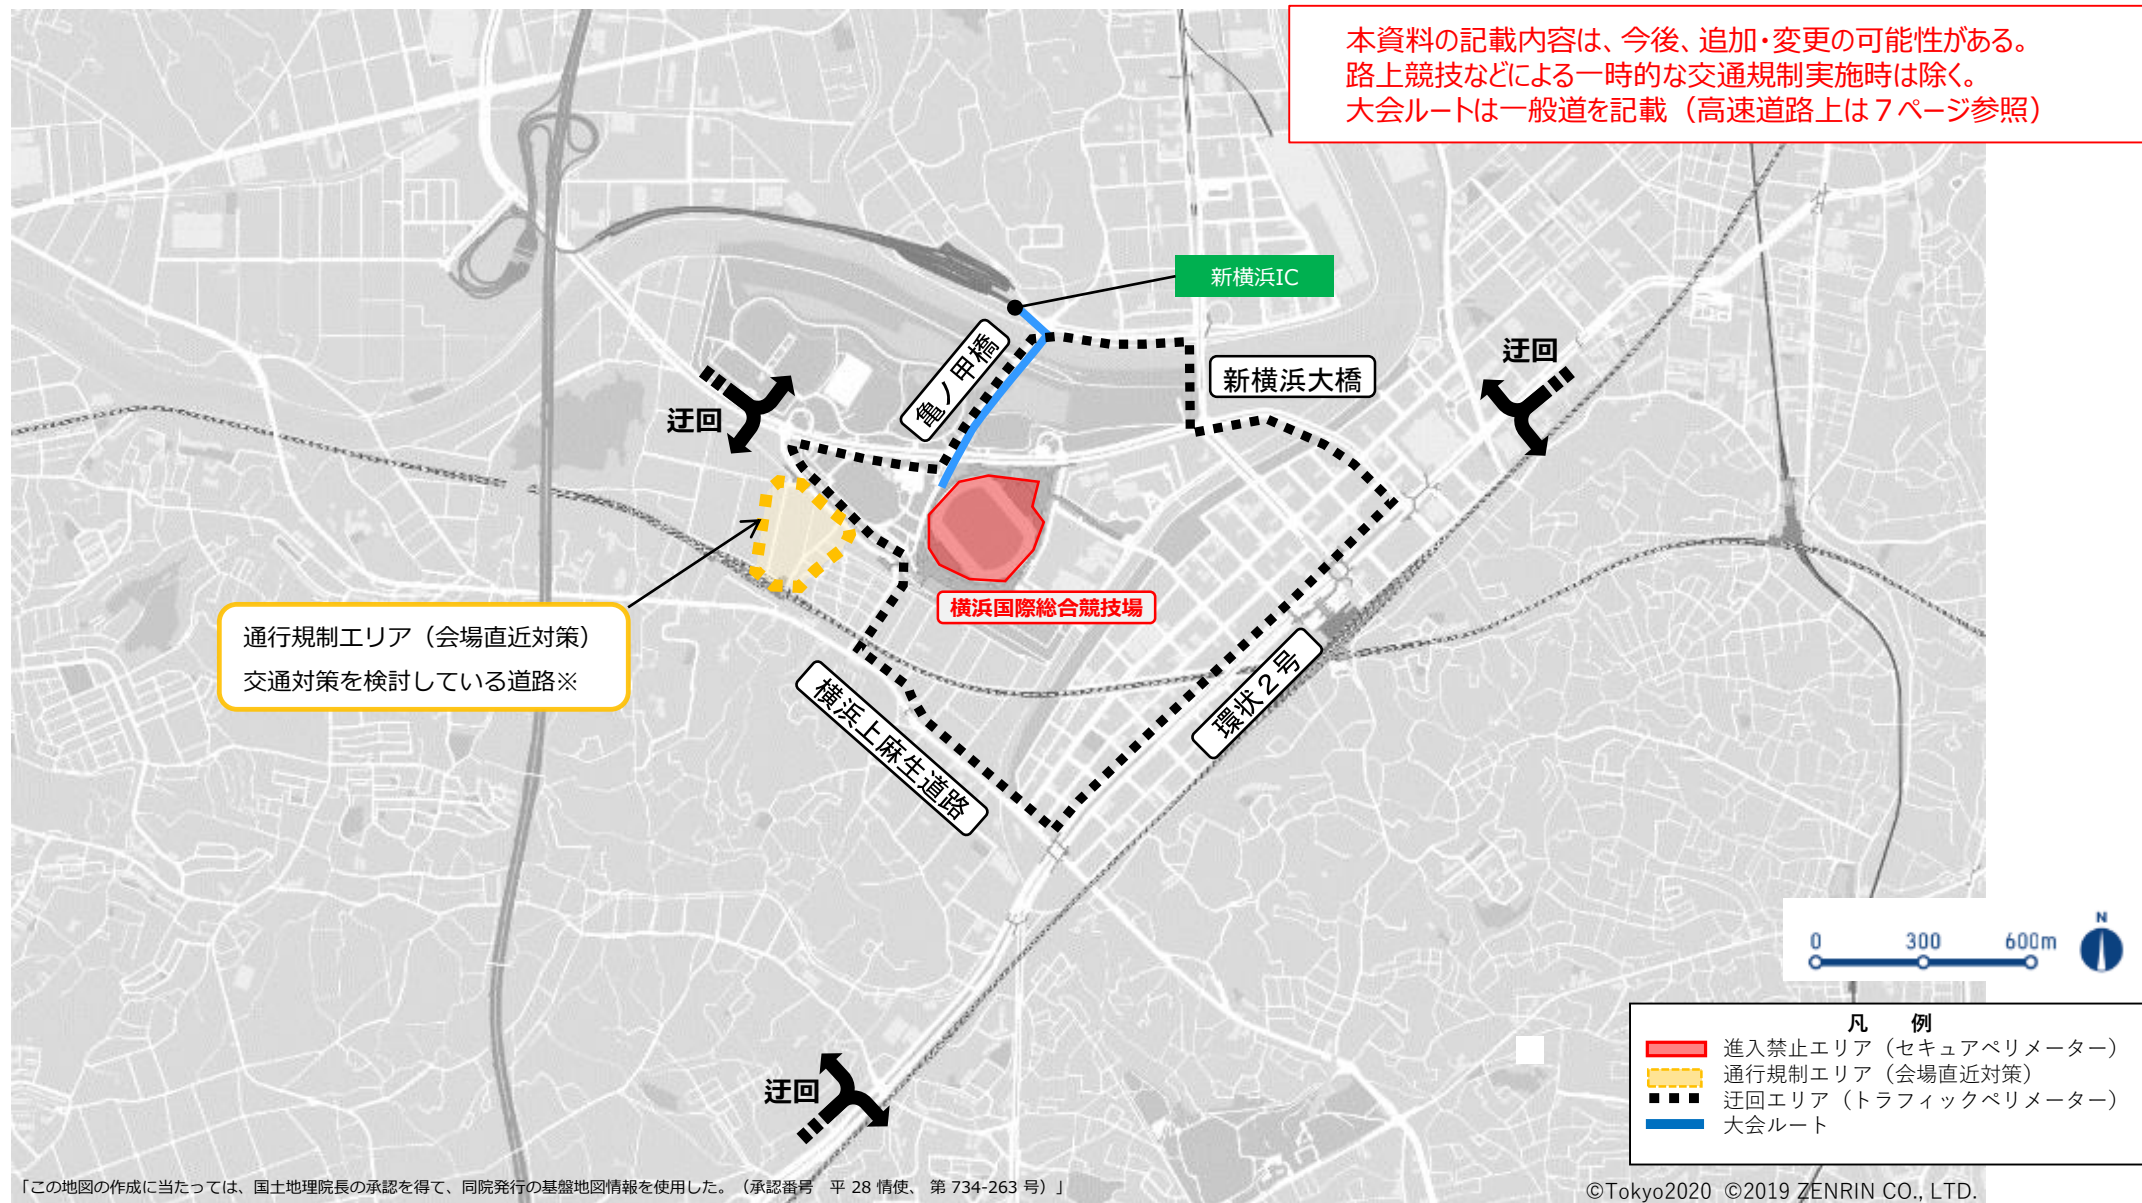 本資料の記載内容は、今後、追加・変更の可能性がある。
路上競技などによる一時的な交通規制実施時は除く。
大会ルートは一般道を記載（高速道路上は７ページ参照）
新横浜IC
亀ノ甲橋
新横浜大橋
迂回
迂回
横浜国際総合競技場
通行規制エリア（会場直近対策）
交通対策を検討している道路※
環状２号
横浜上麻生道路
迂回
0 300 600m
N
凡　例
進入禁止エリア（セキュアペリメーター）
通行規制エリア（会場直近対策）
迂回エリア（トラフィックペリメーター）
大会ルート
「この地図の作成に当たっては、国土地理院長の承認を得て、同院発行の基盤地図情報を使用した。（承認番号　平 28 情使、 第 734-263 号）」
©Tokyo2020 ©2019 ZENRIN CO., LTD.